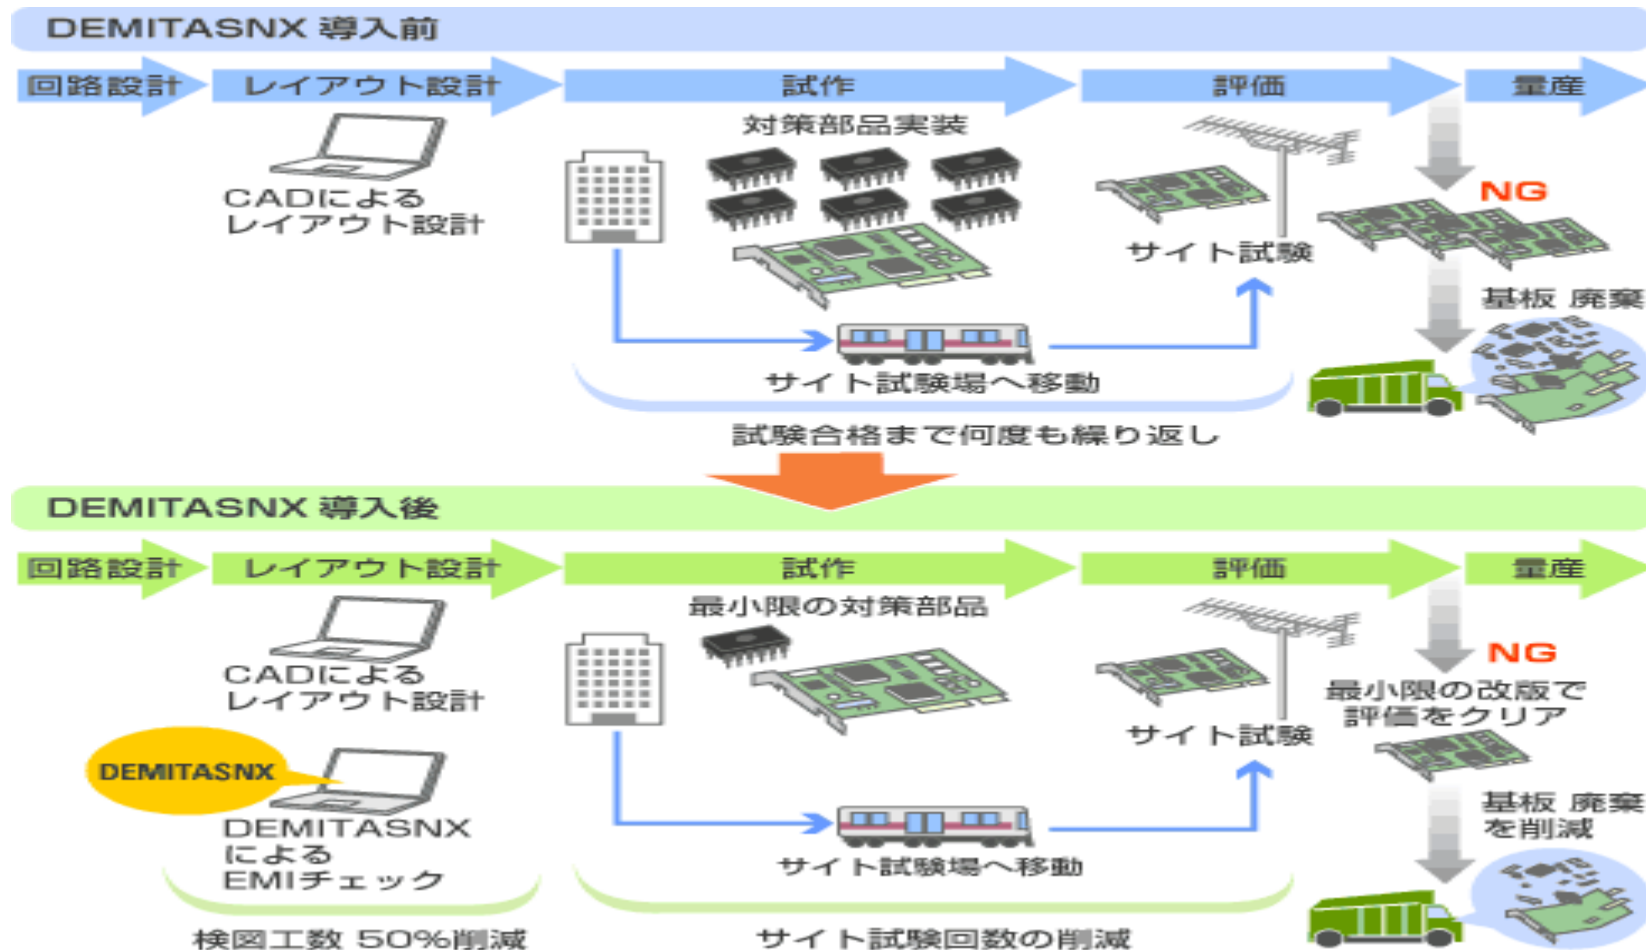 DEMITASNX 導入前
回路設計
レイアウト設計
試作
評価
量産
対策部品実装
CADによる
レイアウト設計
サイト試験
NG
基板 廃棄
サイト試験場へ移動
試験合格まで何度も繰り返し
DEMITASNX 導入後
回路設計
レイアウト設計
試作
評価
量産
最小限の対策部品
CADによる
レイアウト設計
サイト試験
NG
最小限の改版で
評価をクリア
DEMITASNX
DEMITASNX
による
EMIチェック
基板 廃棄
を削減
サイト試験場へ移動
検図工数 50%削減
サイト試験回数の削減